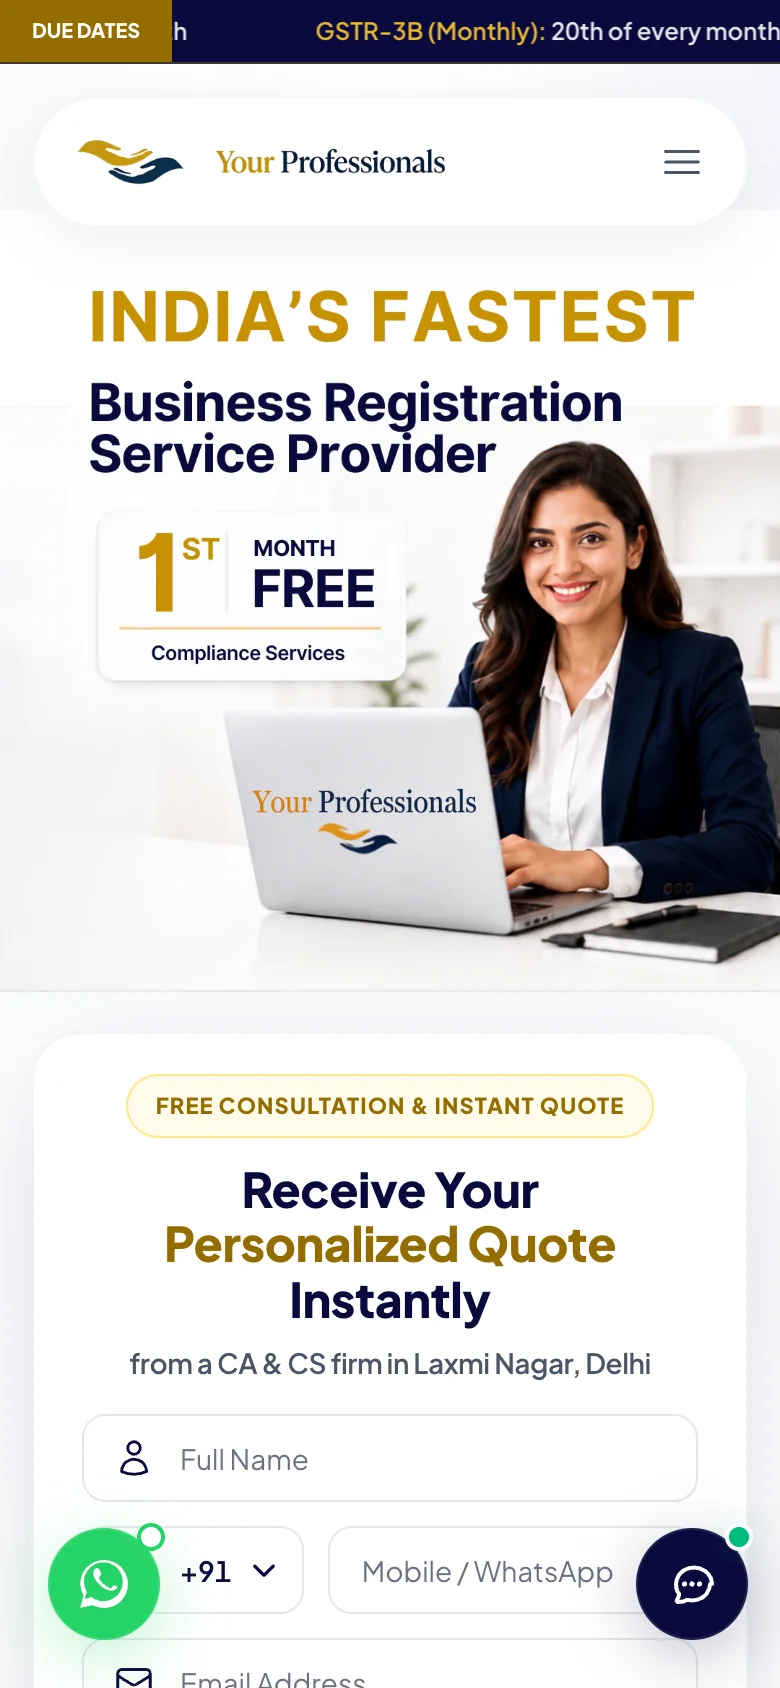 DUE DATES
GSTR-3B (Monthly): 20th of every month
Your Professionals
INDIA’S FASTEST
Business Registration
Service Provider
1ST MONTH
FREE
Compliance Services
Your Professionals
FREE CONSULTATION & INSTANT QUOTE
Receive Your
Personalized Quote
Instantly
from a CA & CS firm in Laxmi Nagar, Delhi
Full Name
+91
Mobile / WhatsApp
Email Address